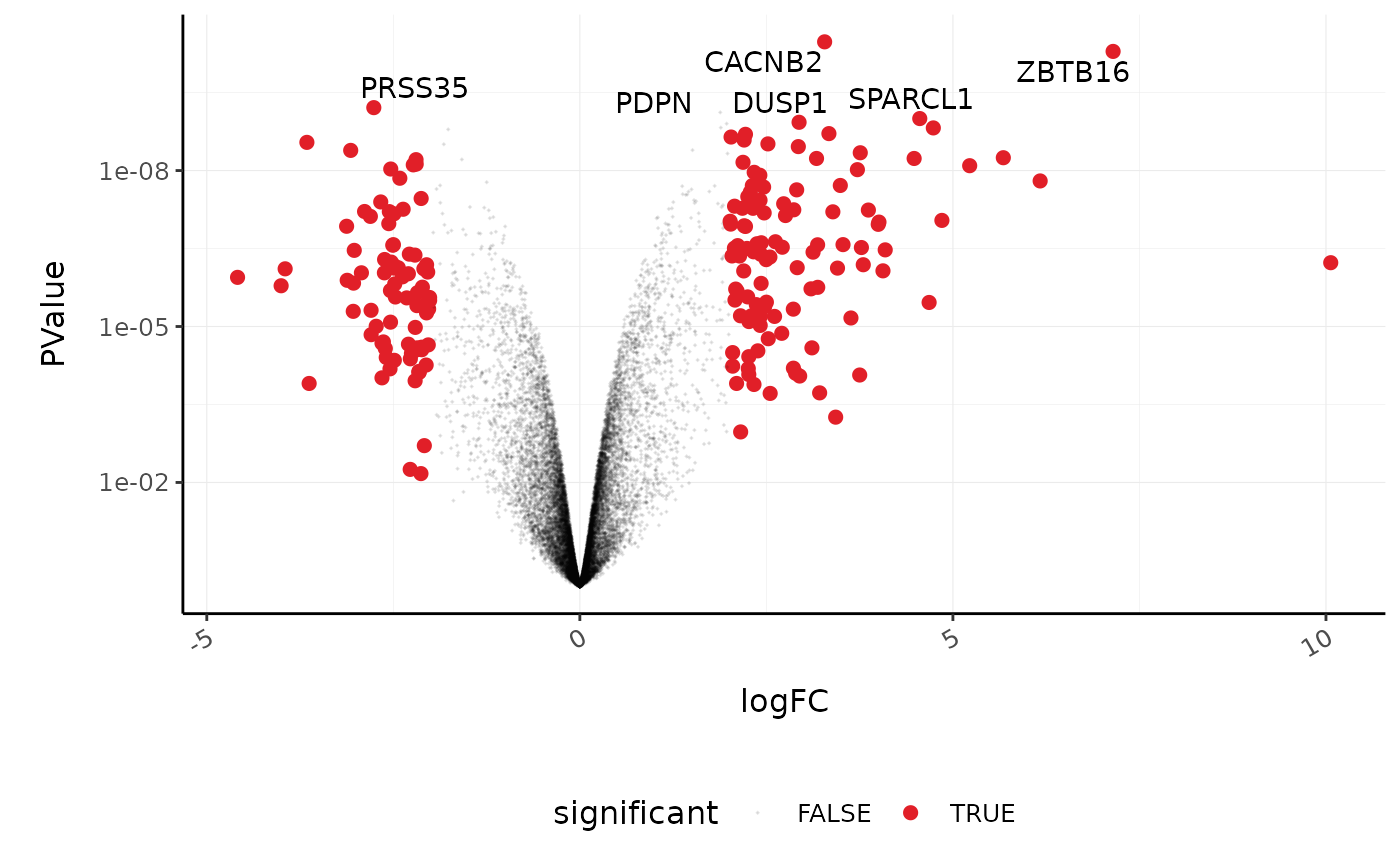 CACNB2
ZBTB16
PRSS35
PDPN
DUSP1
SPARCL1
1e-08
1e-05
1e-02
PValue
-5
0
5
10
logFC
significant FALSE TRUE